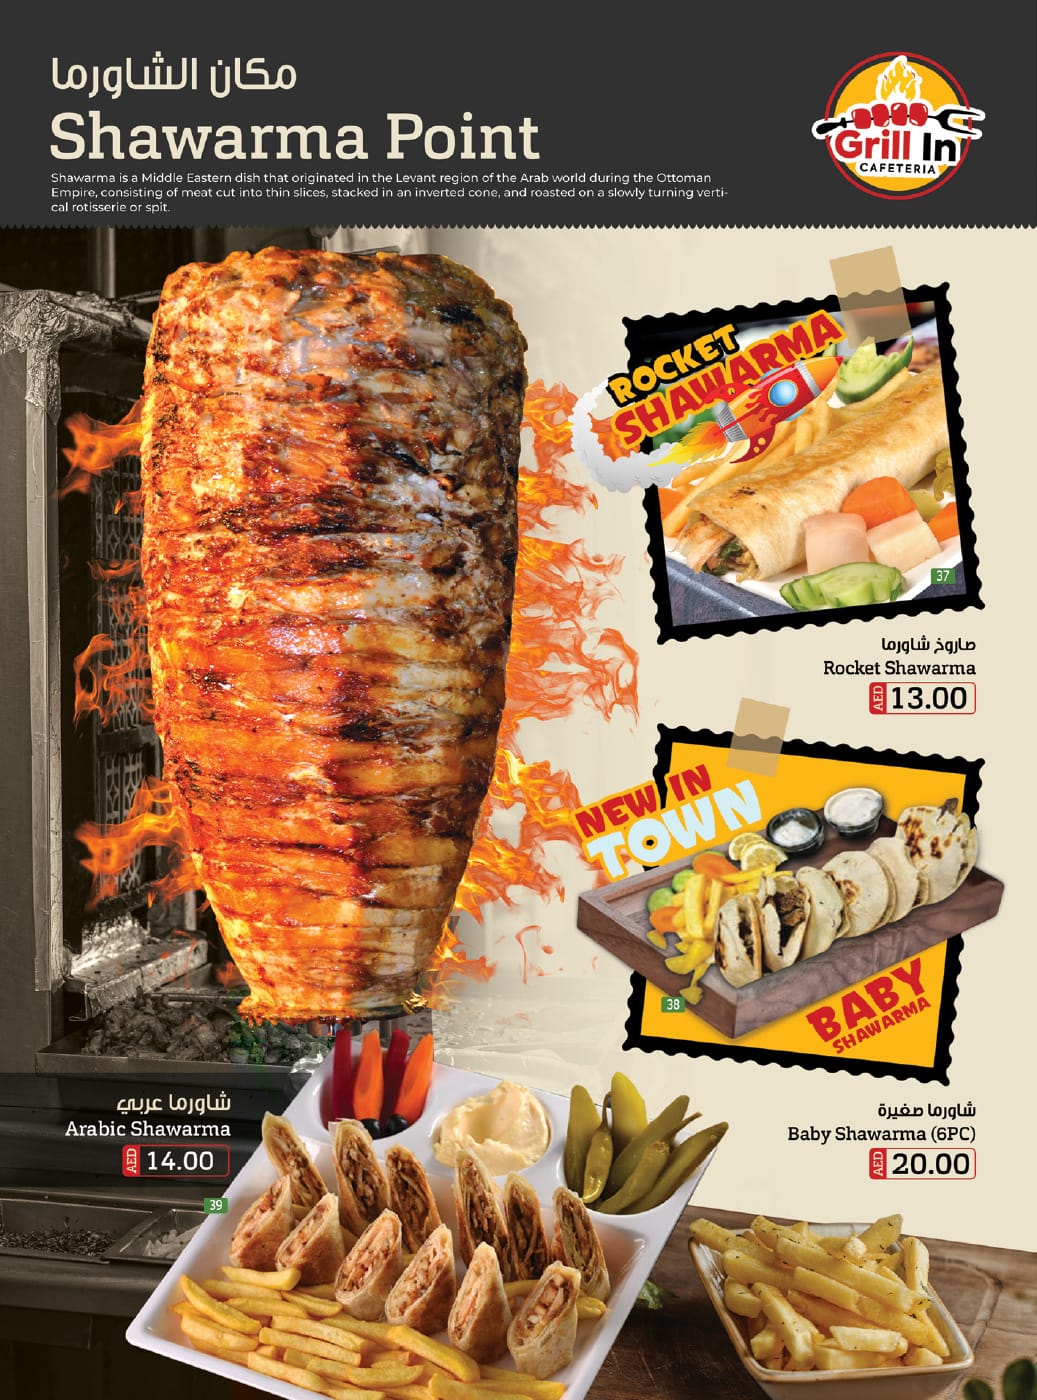 مكان الشاورما
Shawarma Point
Shawarma is a Middle Eastern dish that originated in the Levant region of the Arab world during the Ottoman
Empire, consisting of meat cut into thin slices, stacked in an inverted cone, and roasted on a slowly turning verti-
cal rotisserie or spit.
Grill In
CAFETERIA
ROCKET
SHAWARMA
37
صاروخ شاورما
Rocket Shawarma
AED 13.00
NEW IN
TOWN
38
BABY
SHAWARMA
شاورما صغيرة
Baby Shawarma (6PC)
AED 20.00
شاورما عربي
Arabic Shawarma
AED 14.00
39